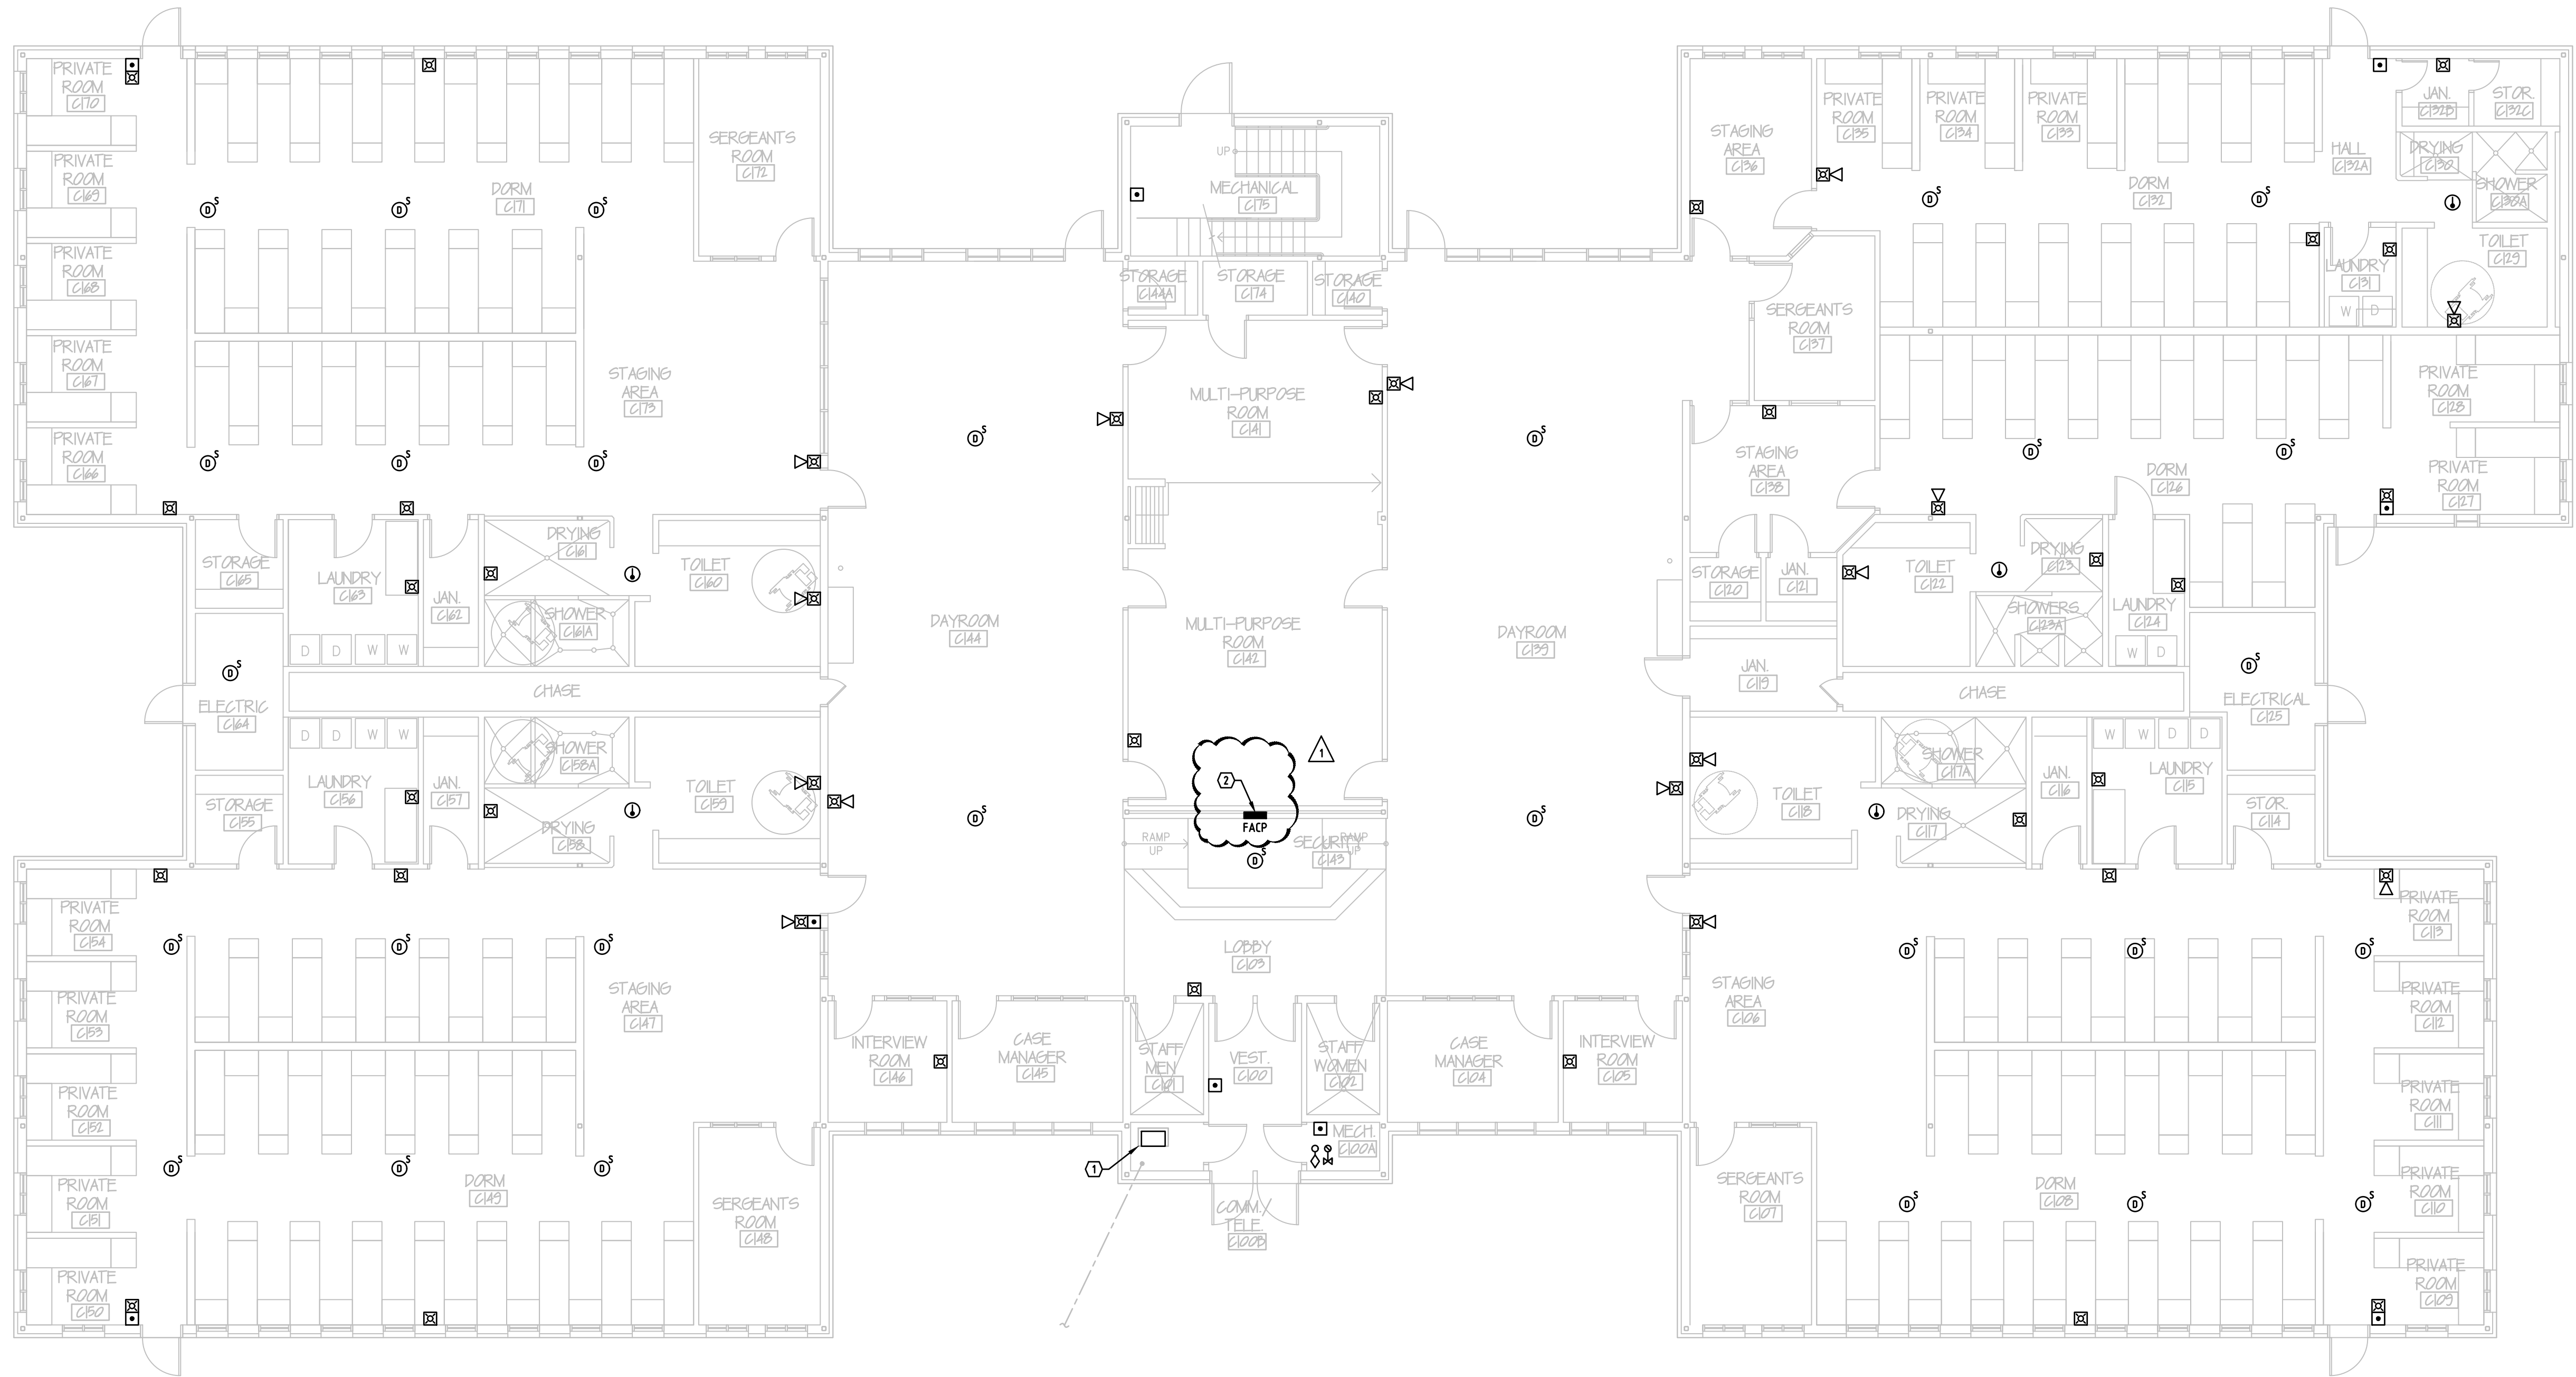 PRIVATE
ROOM
C170
PRIVATE
ROOM
C169
PRIVATE
ROOM
C168
PRIVATE
ROOM
C167
PRIVATE
ROOM
C166
DORM
C171
SERGEANTS
ROOM
C172
STAGING
AREA
C173
STORAGE
C165
LAUNDRY
C163
D D W W
JAN.
C162
DRYING
C161
SHOWER
C161A
TOILET
C160
ELECTRIC
C164
CHASE
STORAGE
C155
D D W W
LAUNDRY
C156
JAN.
C157
SHOWER
C158A
DRYING
C158
TOILET
C159
PRIVATE
ROOM
C154
PRIVATE
ROOM
C153
PRIVATE
ROOM
C152
PRIVATE
ROOM
C151
PRIVATE
ROOM
C150
STAGING
AREA
C147
DORM
C149
SERGEANTS
ROOM
C148
UP
MECHANICAL
C175
STORAGE
C144A
STORAGE
C174
STORAGE
C140
MULTI-PURPOSE
ROOM
C141
DAYROOM
C144
MULTI-PURPOSE
ROOM
C142
DAYROOM
C139
1
2
FACP
RAMP
UP
SECURITY
C143
RAMP
UP
LOBBY
C103
INTERVIEW
ROOM
C146
CASE
MANAGER
C145
STAFF
MEN
C101
VEST.
C100
STAFF
WOMEN
C102
CASE
MANAGER
C104
INTERVIEW
ROOM
C105
1
MECH.
C100A
COMM./
TELE.
C100B
STAGING
AREA
C136
PRIVATE
ROOM
C135
PRIVATE
ROOM
C134
PRIVATE
ROOM
C133
DORM
C132
HALL
C132A
JAN.
C132B
STOR.
C132C
DRYING
C130
SHOWER
C130A
TOILET
C129
LAUNDRY
C131
W D
SERGEANTS
ROOM
C137
STAGING
AREA
C138
PRIVATE
ROOM
C128
PRIVATE
ROOM
C127
DORM
C126
STORAGE
C120
JAN.
C121
TOILET
C122
DRYING
C123
SHOWERS
C123A
LAUNDRY
C124
W D
JAN.
C119
CHASE
ELECTRICAL
C125
TOILET
C118
SHOWER
C117A
DRYING
C117
JAN.
C116
W W D D
LAUNDRY
C115
STOR.
C114
STAGING
AREA
C106
PRIVATE
ROOM
C113
PRIVATE
ROOM
C112
PRIVATE
ROOM
C111
PRIVATE
ROOM
C110
PRIVATE
ROOM
C109
DORM
C108
SERGEANTS
ROOM
C107